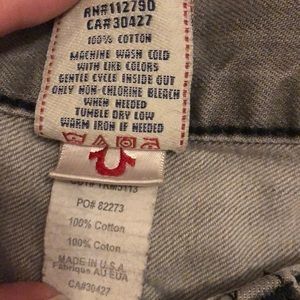 RN#112790
CA#30427
100% COTTON
MACHINE WASH COLD
WITH LIKE COLORS
GENTLE CYCLE INSIDE OUT
ONLY NON-CHLORINE BLEACH
WHEN NEEDED
TUMBLE DRY LOW
WARM IRON IF NEEDED
PO# 82273
100% Cotton
100% Coton
MADE IN U.S.A
Fabrique AU EUA
CA#30427